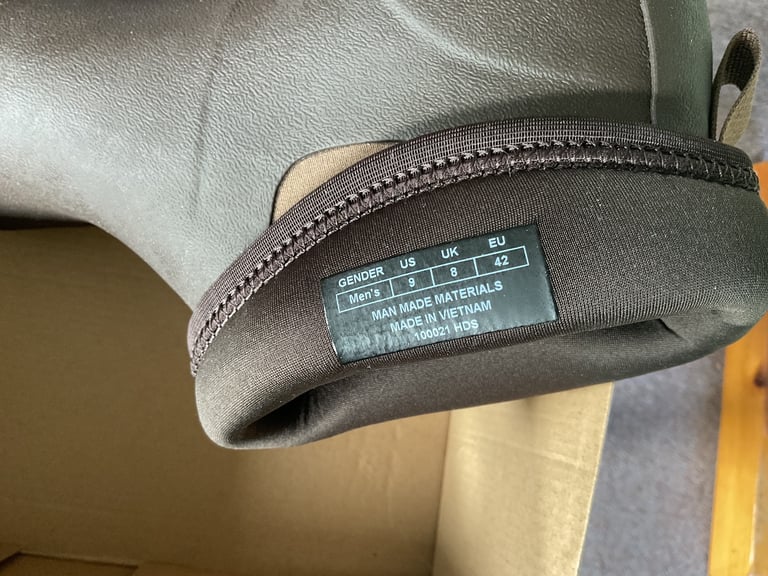 GENDER US UK EU
Men's 9 8 42
MAN MADE MATERIALS
MADE IN VIETNAM
100021 HDS